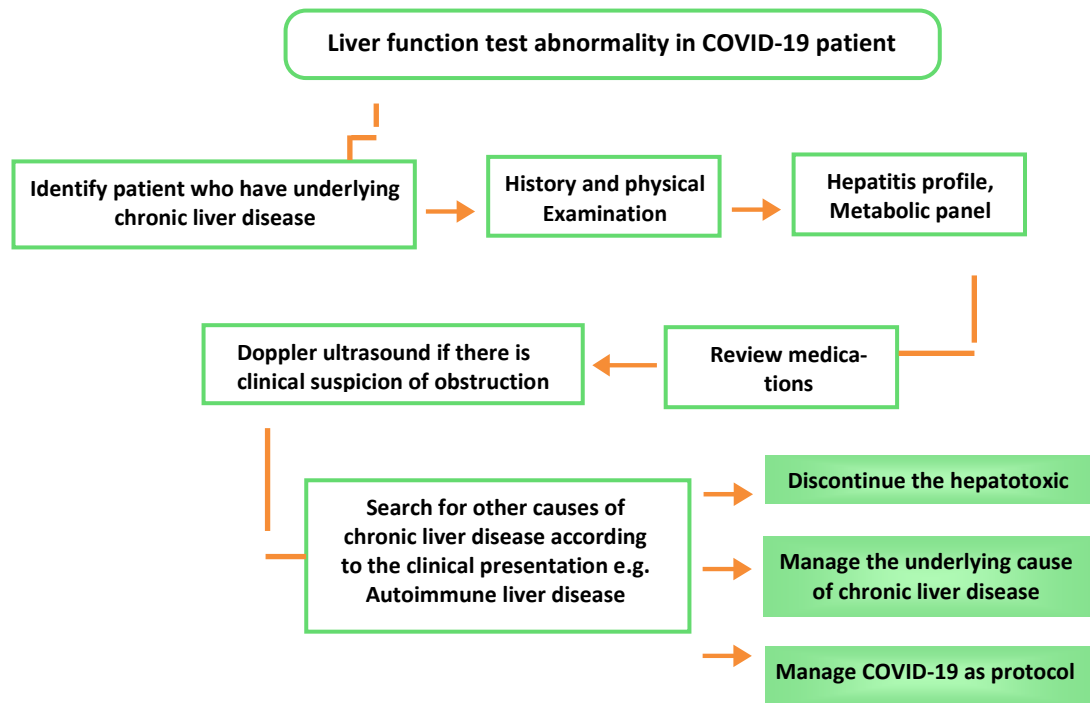 Liver function test abnormality in COVID-19 patient
Identify patient who have underlying
chronic liver disease
History and physical
Examination
Hepatitis profile,
Metabolic panel
Doppler ultrasound if there is
clinical suspicion of obstruction
Review medica-
tions
Search for other causes of
chronic liver disease according
to the clinical presentation e.g.
Autoimmune liver disease
Discontinue the hepatotoxic
Manage the underlying cause
of chronic liver disease
Manage COVID-19 as protocol